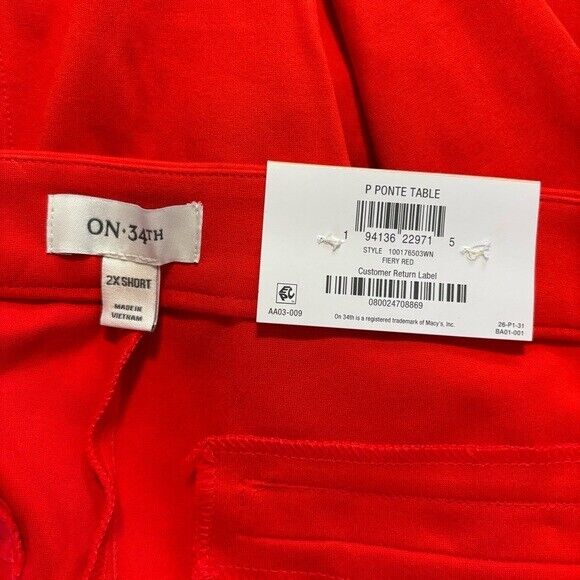 ON·34TH
2X SHORT
MADE IN
VIETNAM
P PONTE TABLE
1 94136 22971 5
STYLE 100176503WN
FIERY RED
Customer Return Label
080024708869
AA03-009
On 34th is a registered trademark of Macy's, Inc.
26-P1-31
BA01-001